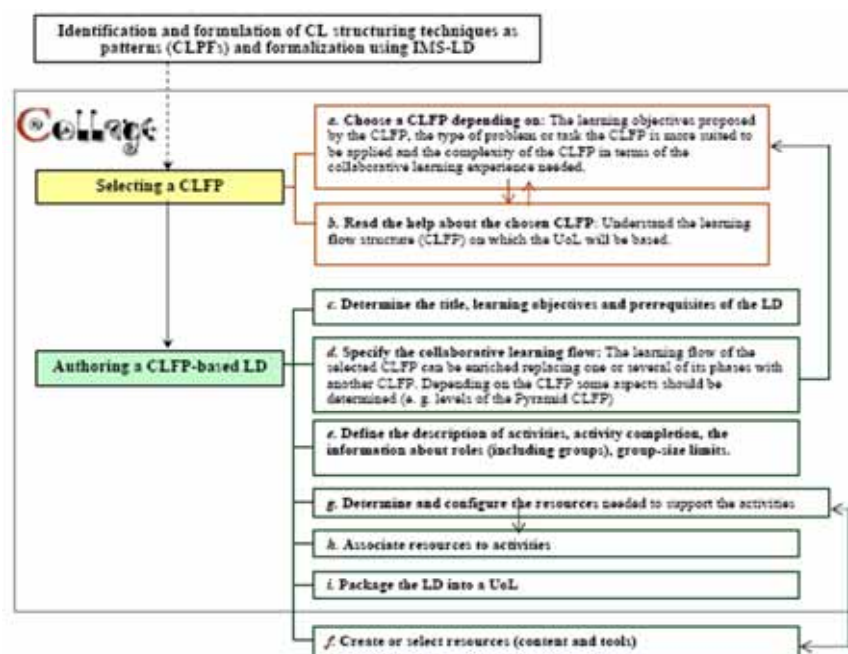 Identification and formulation of CL structuring techniques as
patterns (CLPFs) and formalization using IMS-LD
Collage
a. Choose a CLFP depending on: The learning objectives proposed
by the CLFP, the type of problem or task the CLFP is more suited to
be applied and the complexity of the CLFP in terms of the
collaborative learning experience needed.
Selecting a CLFP
b. Read the help about the chosen CLFP: Understand the learning
flow structure (CLFP) on which the UoL will be based.
c. Determine the title, learning objectives and prerequisites of the LD
Authoring a CLFP-based LD
d. Specify the collaborative learning flow: The learning flow of the
selected CLFP can be enriched replacing one or several of its phases with
another CLFP. Depending on the CLFP some aspects should be
determined (e. g. levels of the Pyramid CLFP)
e. Define the description of activities, activity completion, the
information about roles (including groups), group-size limits.
g. Determine and configure the resources needed to support the activities
h. Associate resources to activities
i. Package the LD into a UoL
f. Create or select resources (content and tools)